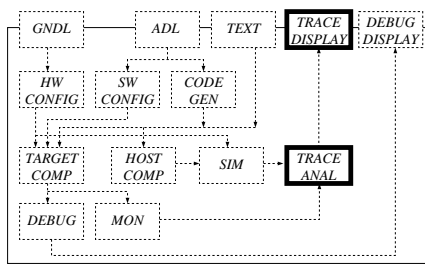 GNDL
ADL
TEXT
TRACE
DISPLAY
DEBUG
DISPLAY
HW
CONFIG
SW
CONFIG
CODE
GEN
TARGET
COMP
HOST
COMP
SIM
TRACE
ANAL
DEBUG
MON